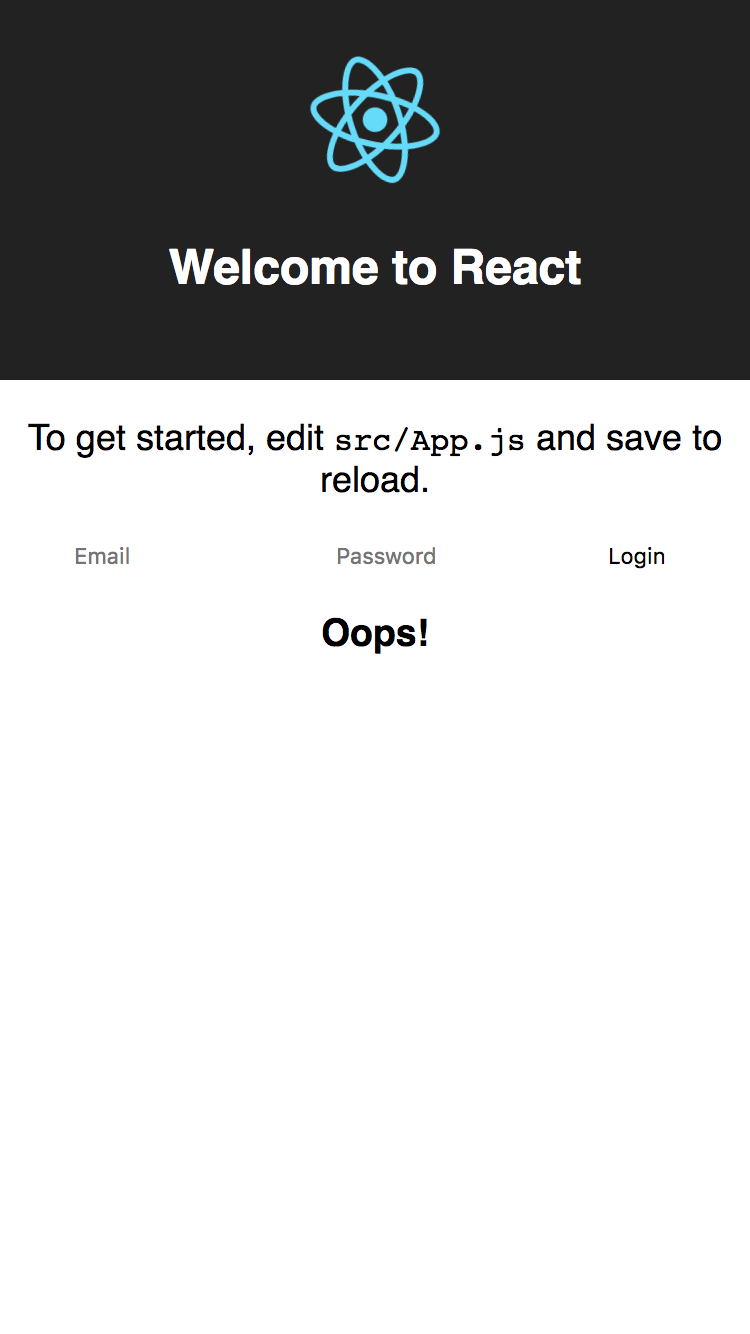 Welcome to React
To get started, edit src/App.js and save to
reload.
Email Password Login
Oops!